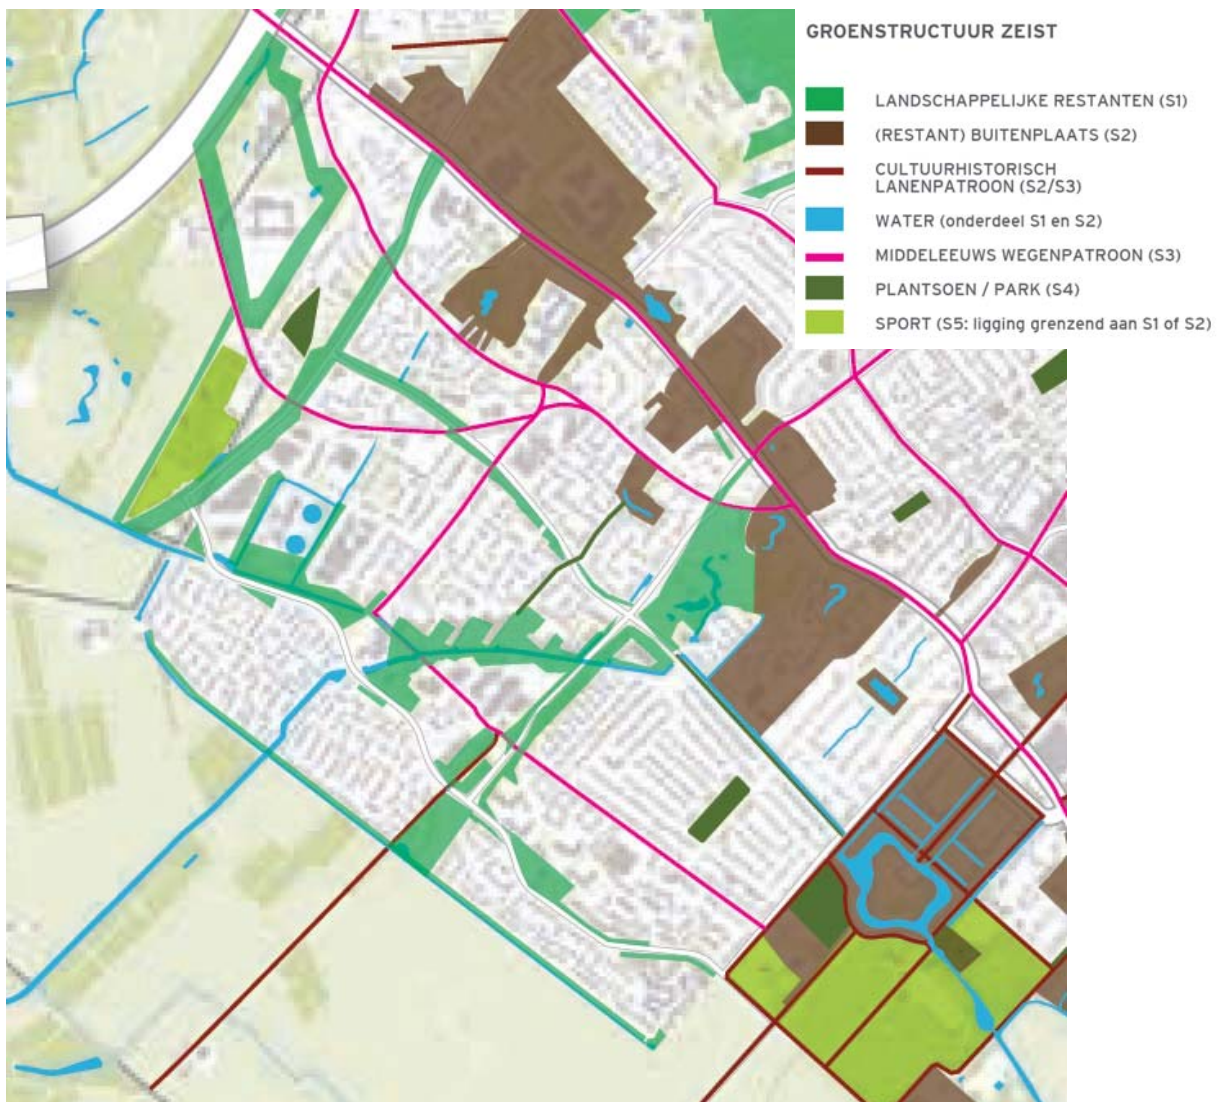 GROENSTRUCTUUR ZEIST
LANDSCHAPPELIJKE RESTANTEN (S1)
(RESTANT) BUITENPLAATS (S2)
CULTUURHISTORISCH
LANENPATROON (S2/S3)
WATER (onderdeel S1 en S2)
MIDDELEEUWS WEGENPATROON (S3)
PLANTSOEN / PARK (S4)
SPORT (S5: ligging grenzend aan S1 of S2)